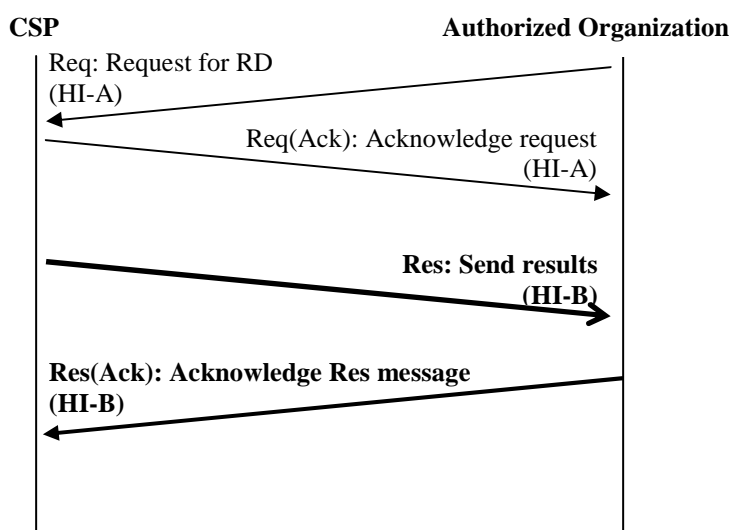 CSP
Authorized Organization
Req: Request for RD
(HI-A)
Req(Ack): Acknowledge request
(HI-A)
Res: Send results
(HI-B)
Res(Ack): Acknowledge Res message
(HI-B)